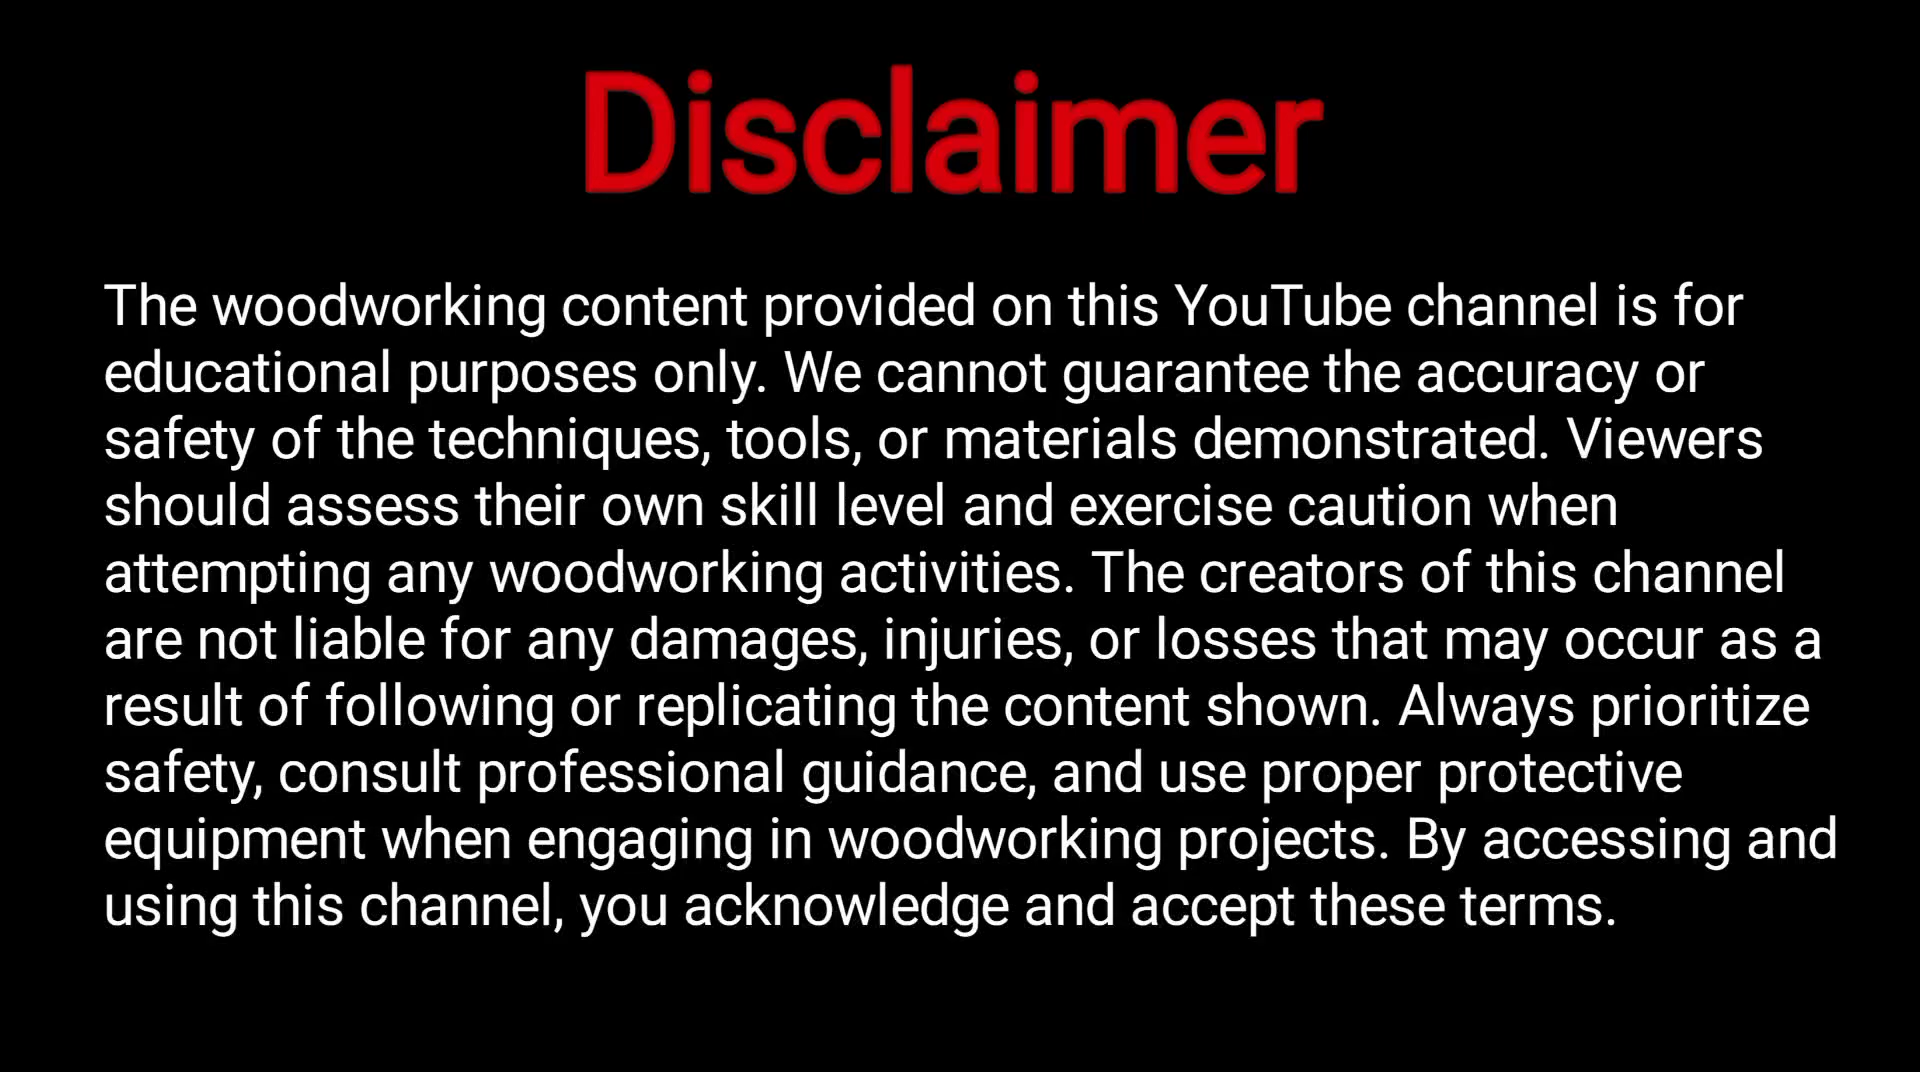 Disclaimer
The woodworking content provided on this YouTube channel is for
educational purposes only. We cannot guarantee the accuracy or
safety of the techniques, tools, or materials demonstrated. Viewers
should assess their own skill level and exercise caution when
attempting any woodworking activities. The creators of this channel
are not liable for any damages, injuries, or losses that may occur as a
result of following or replicating the content shown. Always prioritize
safety, consult professional guidance, and use proper protective
equipment when engaging in woodworking projects. By accessing and
using this channel, you acknowledge and accept these terms.